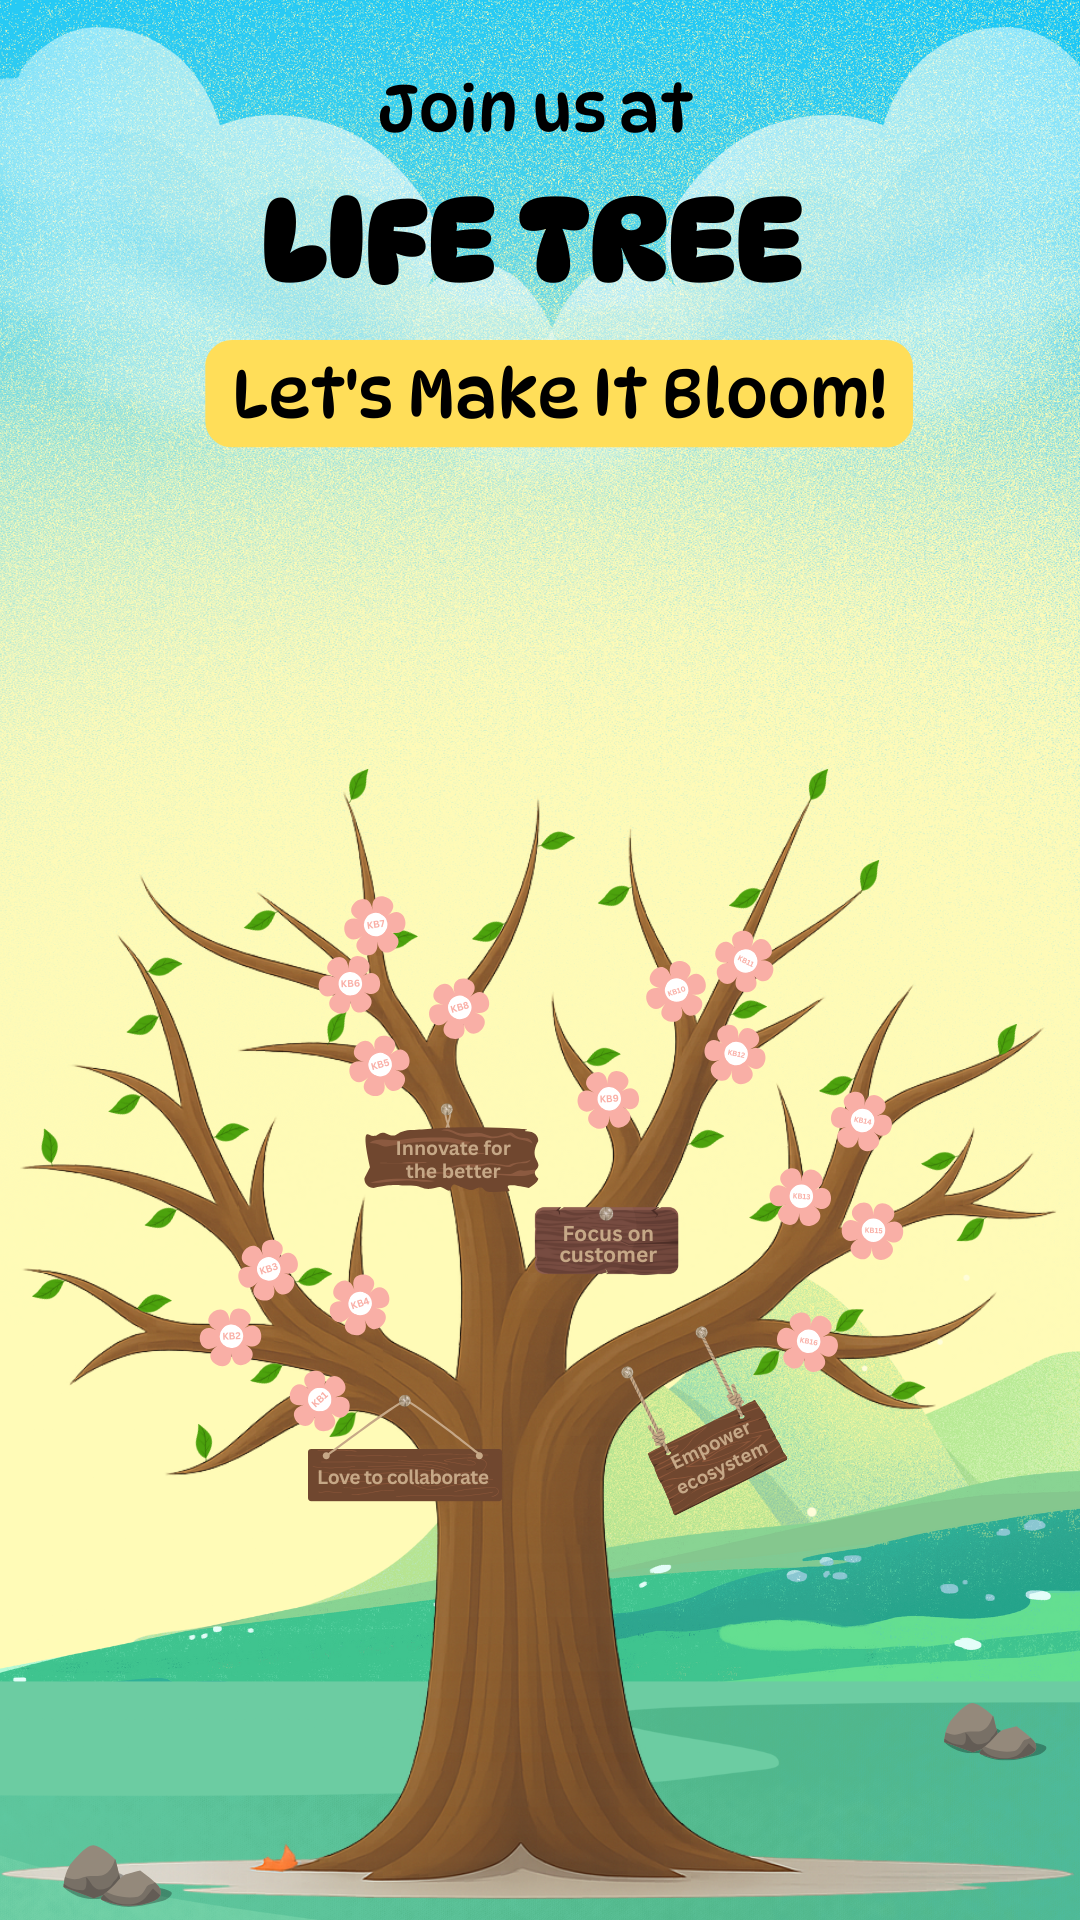 Join us at
LIFE TREE
Let's Make It Bloom!
KB7
KB6
KB8
KB5
KB11
KB10
KB12
KB9
KB14
KB13
KB15
Innovate for
the better
Focus on
customer
KB3
KB4
KB2
KB16
KB1
Love to collaborate
Empower
ecosystem